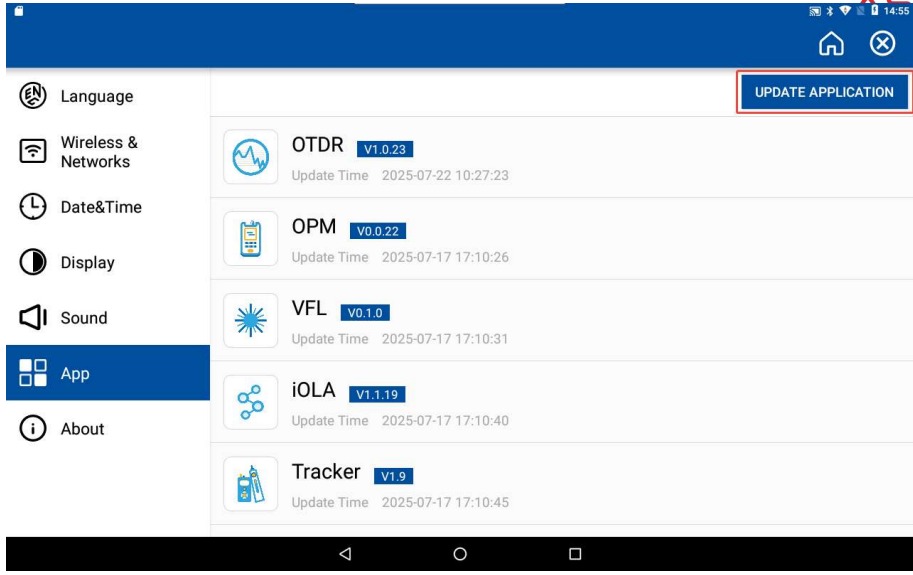 14:55
EN
Language
UPDATE APPLICATION
Wireless &
Networks
OTDR V1.0.23
Update Time 2025-07-22 10:27:23
Date&Time
OPM V0.0.22
Update Time 2025-07-17 17:10:26
Display
VFL V0.1.0
Update Time 2025-07-17 17:10:31
Sound
iOLA V1.1.19
Update Time 2025-07-17 17:10:40
App
About
Tracker V1.9
Update Time 2025-07-17 17:10:45